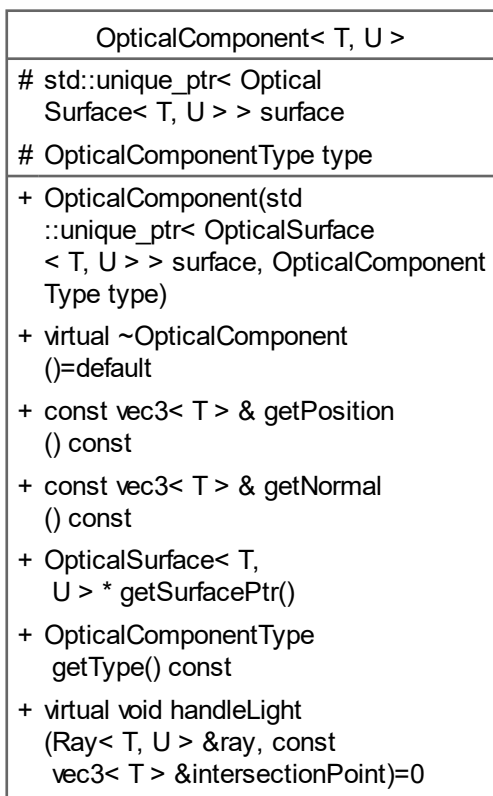 OpticalComponent< T, U >
# std::unique_ptr< Optical
Surface< T, U > > surface
# OpticalComponentType type
+ OpticalComponent(std
::unique_ptr< OpticalSurface
< T, U > > surface, OpticalComponent
Type type)
+ virtual ~OpticalComponent
()=default
+ const vec3< T > & getPosition
() const
+ const vec3< T > & getNormal
() const
+ OpticalSurface< T,
U > * getSurfacePtr()
+ OpticalComponentType
getType() const
+ virtual void handleLight
(Ray< T, U > &ray, const
vec3< T > &intersectionPoint)=0